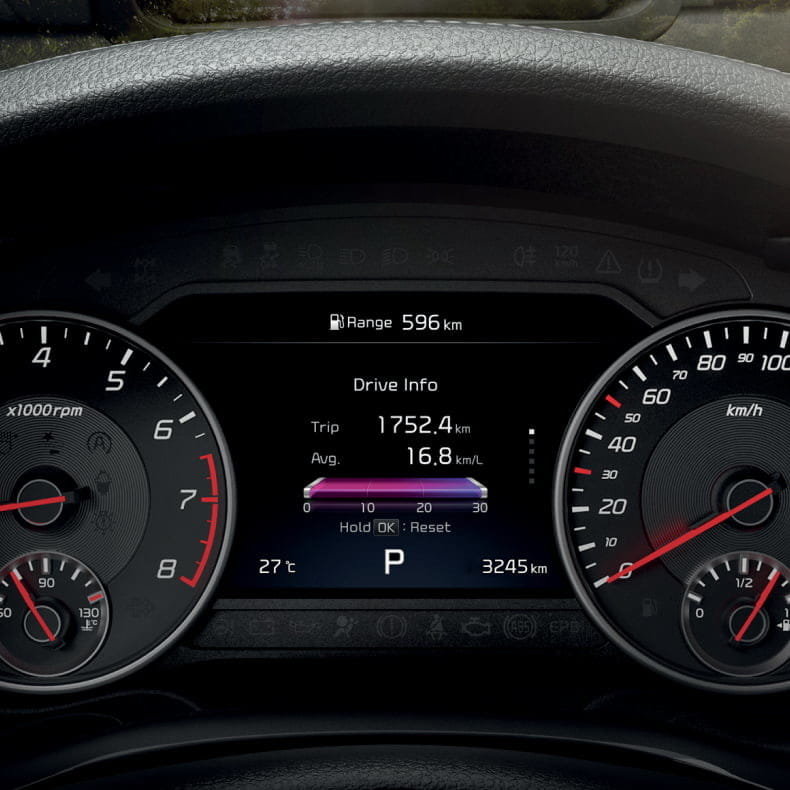 120
km/h
Range 596 km
Drive Info
Trip 1752.4 km
Avg. 16.8 km/L
0 10 20 30
Hold OK : Reset
27 ℃ P 3245 km
4
5
6
7
8
x1000rpm
90
130
℃
km/h
0
10
20
30
40
50
60
70
80
90
100
0
1/2
ABS
EPB